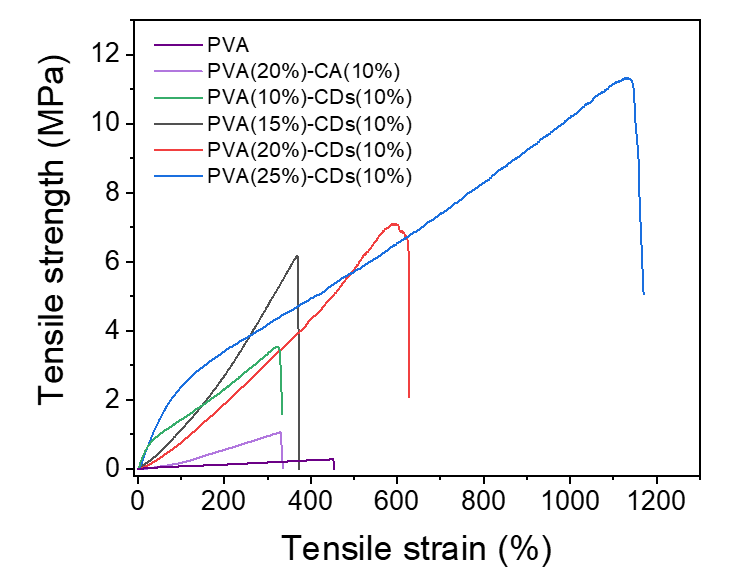 PVA
PVA(20%)-CA(10%)
PVA(10%)-CDs(10%)
PVA(15%)-CDs(10%)
PVA(20%)-CDs(10%)
PVA(25%)-CDs(10%)
Tensile strength (MPa)
12
10
8
6
4
2
0
0 200 400 600 800 1000 1200
Tensile strain (%)